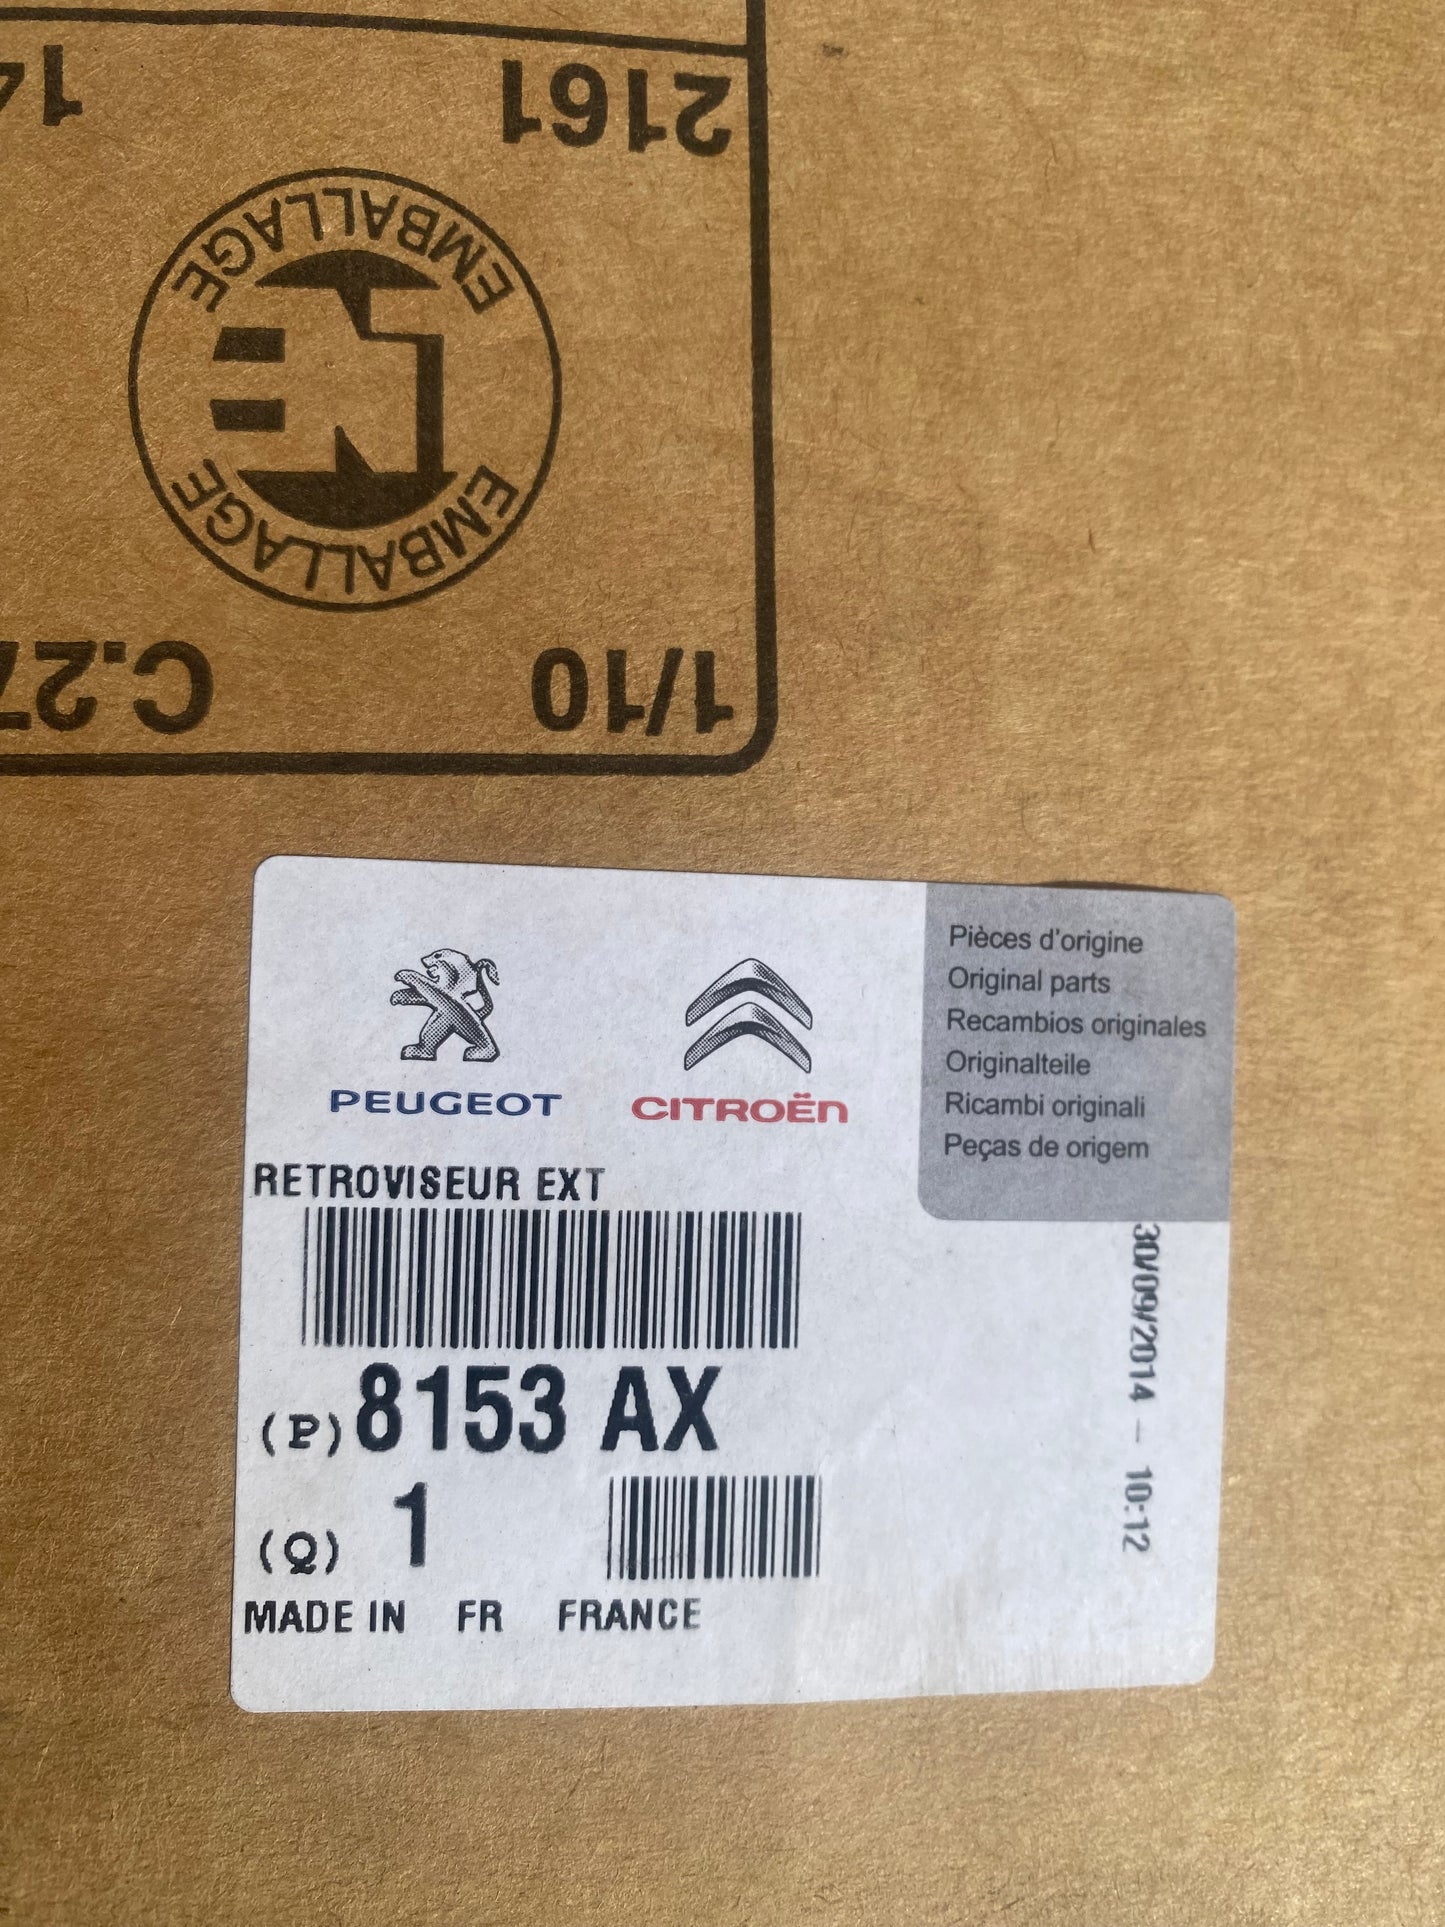 2161
EMBALLAGE
EMBALLAGE
1/10
PEUGEOT
CITROËN
Pièces d'origine
Original parts
Recambios originales
Originalteile
Ricambi originali
Peças de origem
RETROVISEUR EXT
(P) 8153 AX
(Q) 1
MADE IN FR FRANCE
30/09/2014 - 10:12